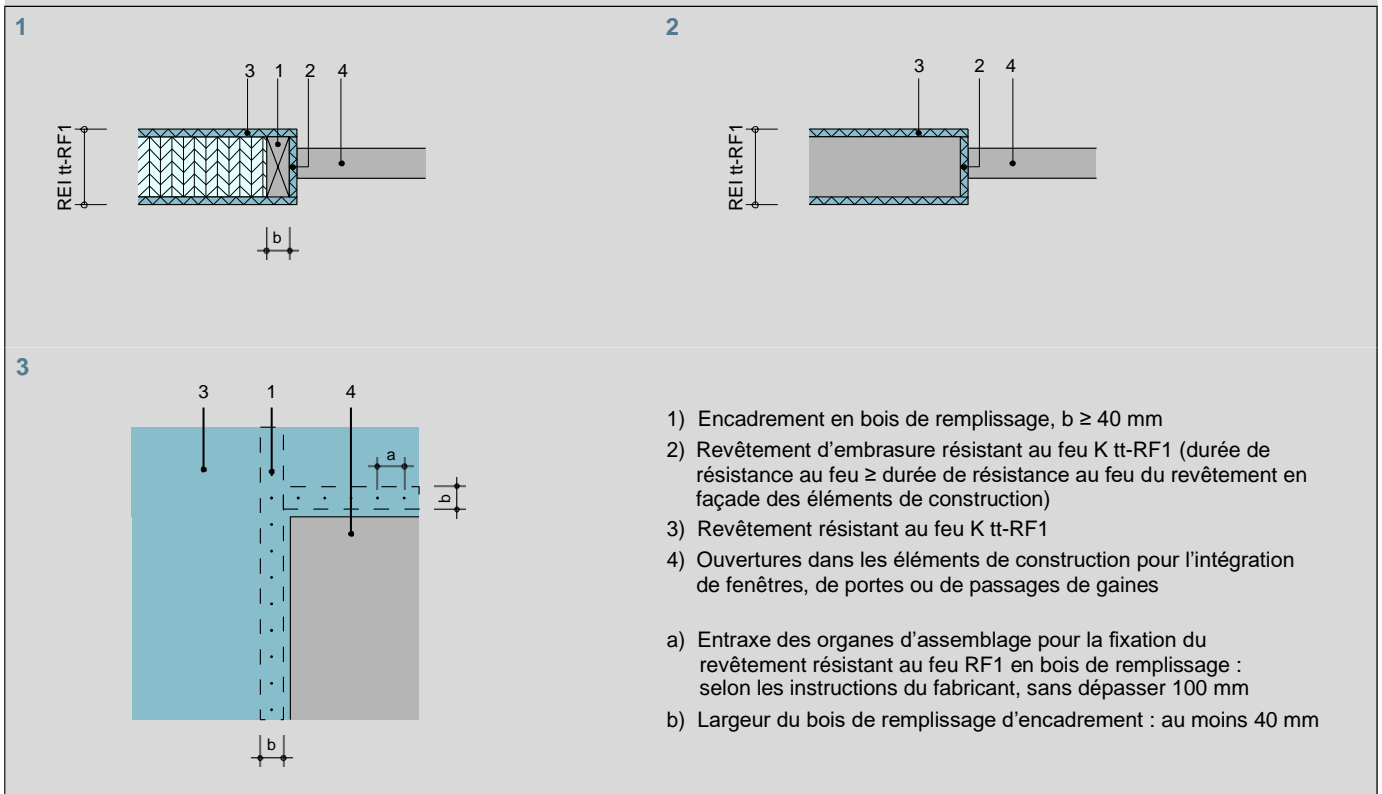 1
3 1 2 4
REI tt-RF1
b
2
3 2 4
REI tt-RF1
3
3 1 4
a
b
b
1) Encadrement en bois de remplissage, b ≥ 40 mm
2) Revêtement d’embrasure résistant au feu K tt-RF1 (durée de
résistance au feu ≥ durée de résistance au feu du revêtement en
façade des éléments de construction)
3) Revêtement résistant au feu K tt-RF1
4) Ouvertures dans les éléments de construction pour l’intégration
de fenêtres, de portes ou de passages de gaines
a) Entraxe des organes d’assemblage pour la fixation du
revêtement résistant au feu RF1 en bois de remplissage :
selon les instructions du fabricant, sans dépasser 100 mm
b) Largeur du bois de remplissage d’encadrement : au moins 40 mm